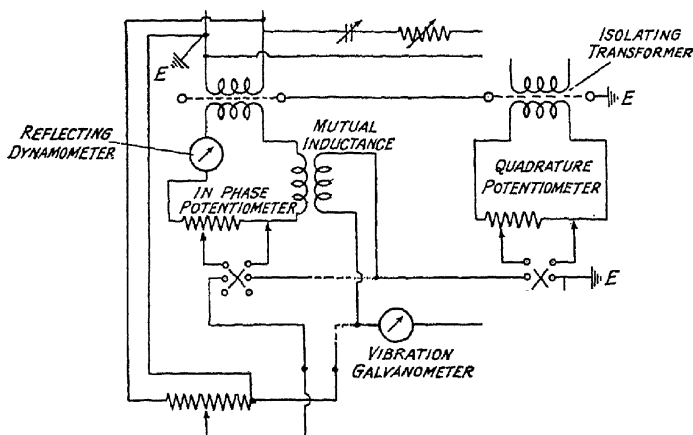 ISOLATING
TRANSFORMER
E
E
REFLECTING
DYNAMOMETER
MUTUAL
INDUCTANCE
IN PHASE
POTENTIOMETER
QUADRATURE
POTENTIOMETER
E
VIBRATION
GALVANOMETER